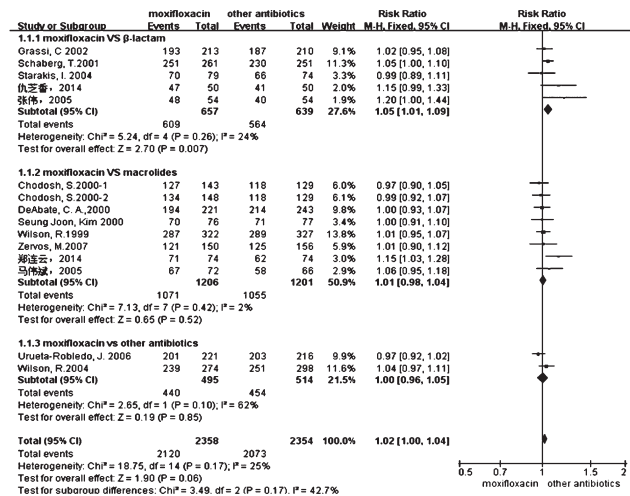 moxifloxacin other antibiotics Risk Ratio Risk Ratio
Study or Subgroup Events Total Events Total Weight M-H, Fixed, 95% CI M-H, Fixed, 95% CI
1.1.1 moxifloxacin VS β-lactam
Grassi, C 2002 193 213 187 210 9.1% 1.02 [0.95, 1.08]
Schaberg, T.2001 251 261 230 251 11.3% 1.05 [1.00, 1.10]
Starakis, I. 2004 70 79 66 74 3.3% 0.99 [0.89, 1.11]
仇芝香, 2014 47 50 41 50 2.0% 1.15 [0.99, 1.33]
张伟, 2005 48 54 40 54 1.9% 1.20 [1.00, 1.44]
Subtotal (95% CI) 657 639 27.6% 1.05 [1.01, 1.09]
Total events 609 564
Heterogeneity: Chi² = 5.24, df = 4 (P = 0.26); I² = 24%
Test for overall effect: Z = 2.70 (P = 0.007)
1.1.2 moxifloxacin VS macrolides
Chodosh, S.2000-1 127 143 118 129 6.0% 0.97 [0.90, 1.05]
Chodosh, S.2000-2 134 148 118 129 6.1% 0.99 [0.92, 1.07]
DeAbate, C. A.,2000 194 221 214 243 9.8% 1.00 [0.93, 1.07]
Seung Joon, Kim 2000 70 76 71 77 3.4% 1.00 [0.91, 1.10]
Wilson, R.1999 287 322 289 327 13.8% 1.01 [0.95, 1.07]
Zervos, M.2007 121 150 125 156 5.9% 1.01 [0.90, 1.12]
郑连云, 2014 71 74 62 74 3.0% 1.15 [1.03, 1.28]
马伟斌, 2005 67 72 58 66 2.9% 1.06 [0.95, 1.18]
Subtotal (95% CI) 1206 1201 50.9% 1.01 [0.98, 1.04]
Total events 1071 1055
Heterogeneity: Chi² = 7.13, df = 7 (P = 0.42); I² = 2%
Test for overall effect: Z = 0.65 (P = 0.52)
1.1.3 moxifloxacin vs other antibiotics
Urueta-Robledo, J. 2006 201 221 203 216 9.9% 0.97 [0.92, 1.02]
Wilson, R.2004 239 274 251 298 11.6% 1.04 [0.97, 1.11]
Subtotal (95% CI) 495 514 21.5% 1.00 [0.96, 1.05]
Total events 440 454
Heterogeneity: Chi² = 2.65, df = 1 (P = 0.10); I² = 62%
Test for overall effect: Z = 0.19 (P = 0.85)
Total (95% CI) 2358 2354 100.0% 1.02 [1.00, 1.04]
Total events 2120 2073
Heterogeneity: Chi² = 18.75, df = 14 (P = 0.17); I² = 25%
Test for overall effect: Z = 1.90 (P = 0.06)
Test for subgroup differences: Chi² = 3.49, df = 2 (P = 0.17), I² = 42.7%
0.5 0.7 1 1.5 2
moxifloxacin other antibiotics